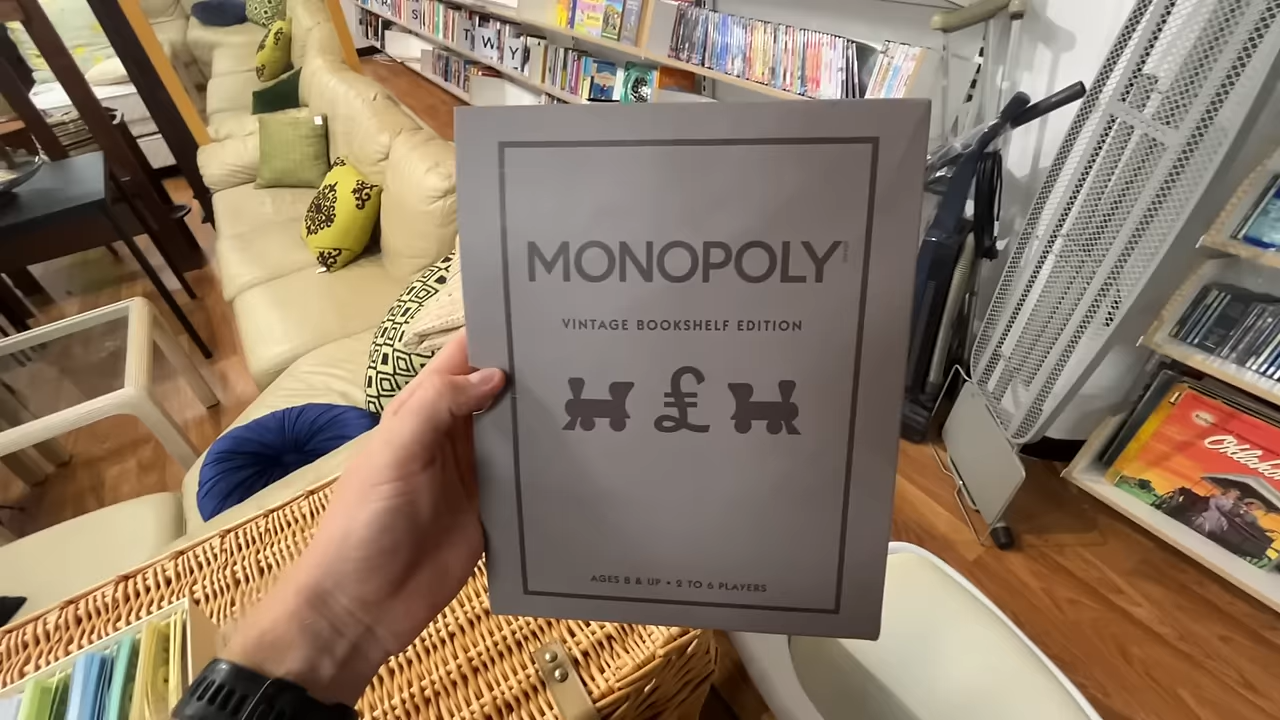 T W Y
MONOPOLY
VINTAGE BOOKSHELF EDITION
£
AGES 8 & UP • 2 TO 6 PLAYERS